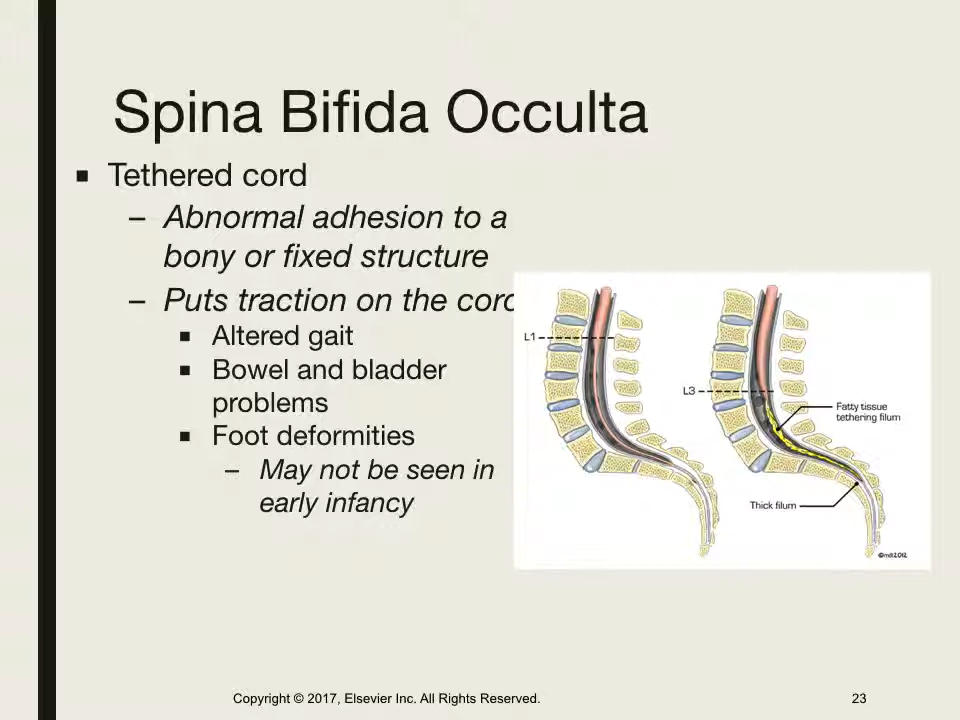 Spina Bifida Occulta
▪ Tethered cord
– Abnormal adhesion to a
bony or fixed structure
– Puts traction on the cord
▪ Altered gait
▪ Bowel and bladder
problems
▪ Foot deformities
– May not be seen in
early infancy
L1
L3
Fatty tissue
tethering filum
Thick filum
©mdt2012
Copyright © 2017, Elsevier Inc. All Rights Reserved.
23